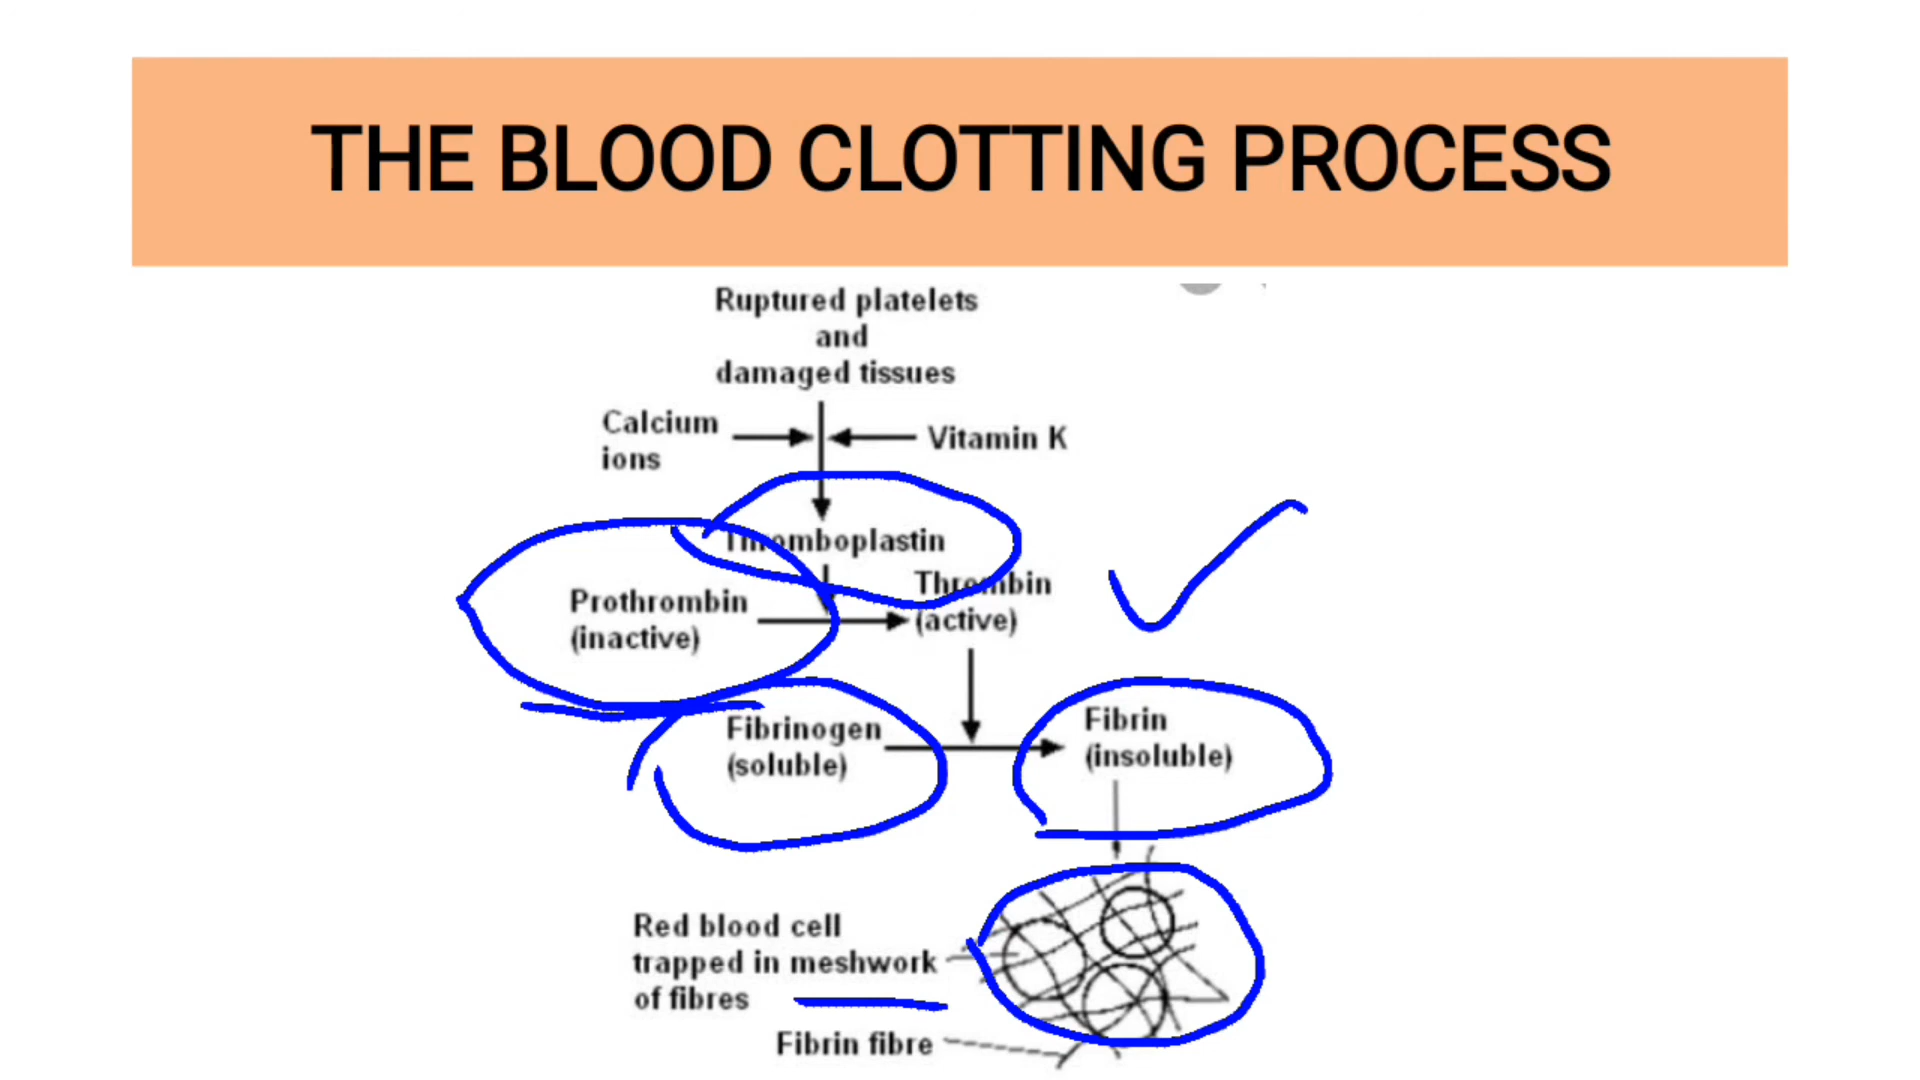 THE BLOOD CLOTTING PROCESS
Ruptured platelets
and
damaged tissues
Calcium
ions
Vitamin K
Thromboplastin
Prothrombin
(inactive)
Thrombin
(active)
Fibrinogen
(soluble)
Fibrin
(insoluble)
Red blood cell
trapped in meshwork
of fibres
Fibrin fibre